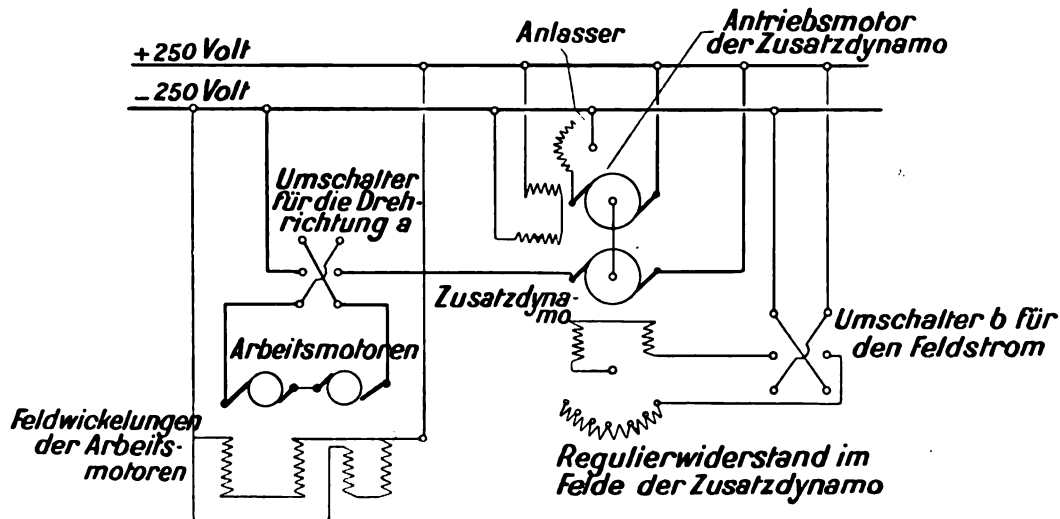 Anlasser
Antriebsmotor
der Zusatzdynamo
+ 250 Volt
– 250 Volt
Umschalter
für die Dreh-
richtung a
Zusatzdyna-
mo
Umschalter b für
den Feldstrom
Arbeitsmotoren
Feldwickelungen
der Arbeits-
motoren
Regulierwiderstand im
Felde der Zusatzdynamo